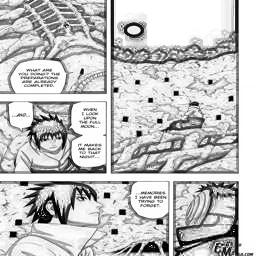 WHAT ARE
YOU DOING? THE
PREPARATIONS
ARE ALREADY
COMPLETED.
...AND...
WHEN I
LOOK UPON
THE FULL
MOON...
IT MAKES
ME BACK TO
THAT
NIGHT...
...MEMORIES
I HAVE BEEN
TRYING TO
FORGET.